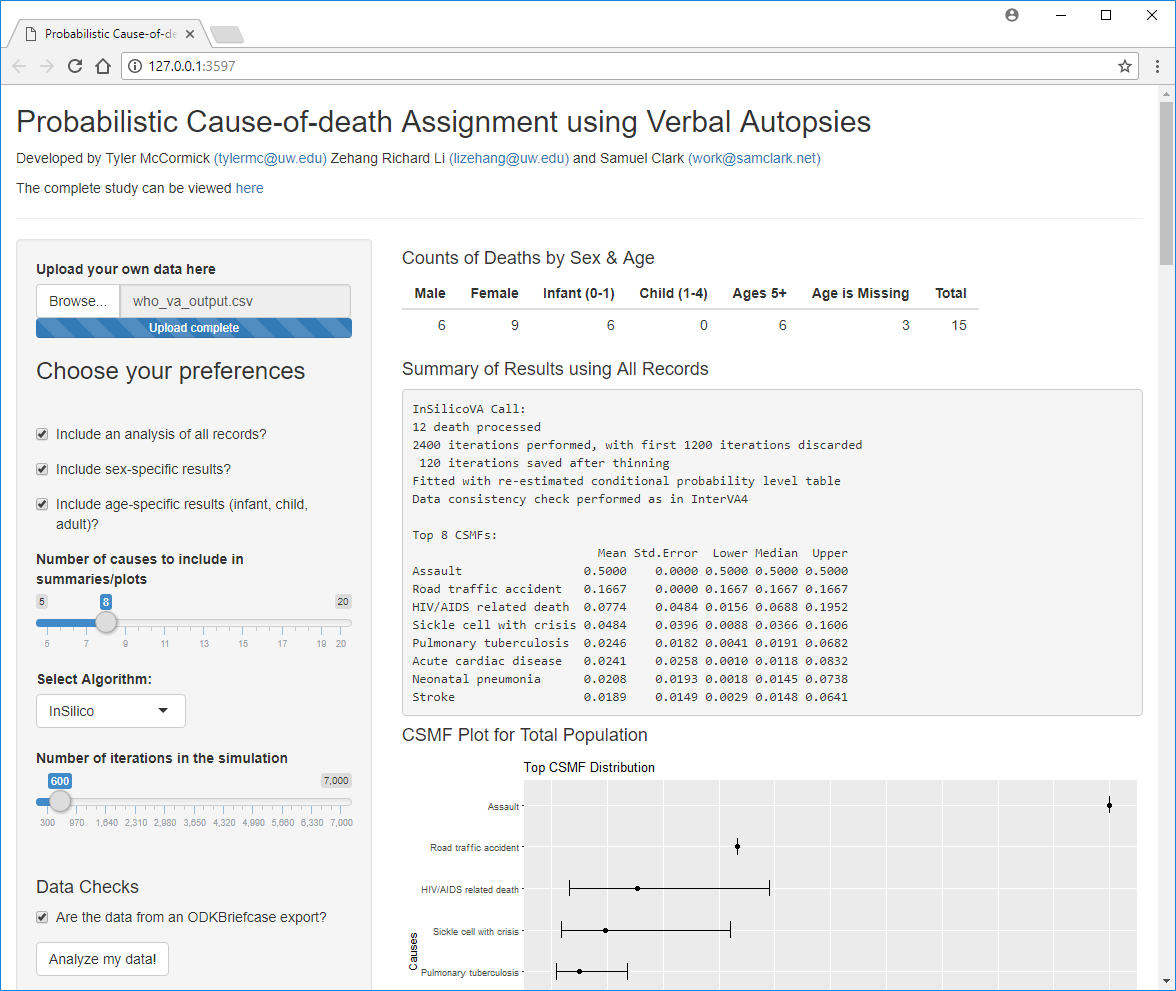 Probabilistic Cause-of-de
127.0.0.1:3597
Probabilistic Cause-of-death Assignment using Verbal Autopsies
Developed by Tyler McCormick (tylermc@uw.edu) Zehang Richard Li (lizehang@uw.edu) and Samuel Clark (work@samclark.net)
The complete study can be viewed here
Upload your own data here
Browse... who_va_output.csv
Upload complete
Choose your preferences
Include an analysis of all records?
Include sex-specific results?
Include age-specific results (infant, child,
adult)?
Number of causes to include in
summaries/plots
5 8 20
5 7 9 11 13 15 17 19 20
Select Algorithm:
InSilico
Number of iterations in the simulation
600 7,000
300 970 1,640 2,310 2,980 3,650 4,320 4,990 5,660 6,330 7,000
Data Checks
Are the data from an ODKBriefcase export?
Analyze my data!
Counts of Deaths by Sex & Age
Male Female Infant (0-1) Child (1-4) Ages 5+ Age is Missing Total
6 9 6 0 6 3 15
Summary of Results using All Records
InSilicoVA Call:
12 death processed
2400 iterations performed, with first 1200 iterations discarded
120 iterations saved after thinning
Fitted with re-estimated conditional probability level table
Data consistency check performed as in InterVA4
Top 8 CSMFs:
Mean Std.Error Lower Median Upper
Assault 0.5000 0.0000 0.5000 0.5000 0.5000
Road traffic accident 0.1667 0.0000 0.1667 0.1667 0.1667
HIV/AIDS related death 0.0774 0.0484 0.0156 0.0688 0.1952
Sickle cell with crisis 0.0484 0.0396 0.0088 0.0366 0.1606
Pulmonary tuberculosis 0.0246 0.0182 0.0041 0.0191 0.0682
Acute cardiac disease 0.0241 0.0258 0.0010 0.0118 0.0832
Neonatal pneumonia 0.0208 0.0193 0.0018 0.0145 0.0738
Stroke 0.0189 0.0149 0.0029 0.0148 0.0641
CSMF Plot for Total Population
Top CSMF Distribution
Assault
Road traffic accident
HIV/AIDS related death
Sickle cell with crisis
Pulmonary tuberculosis
Causes